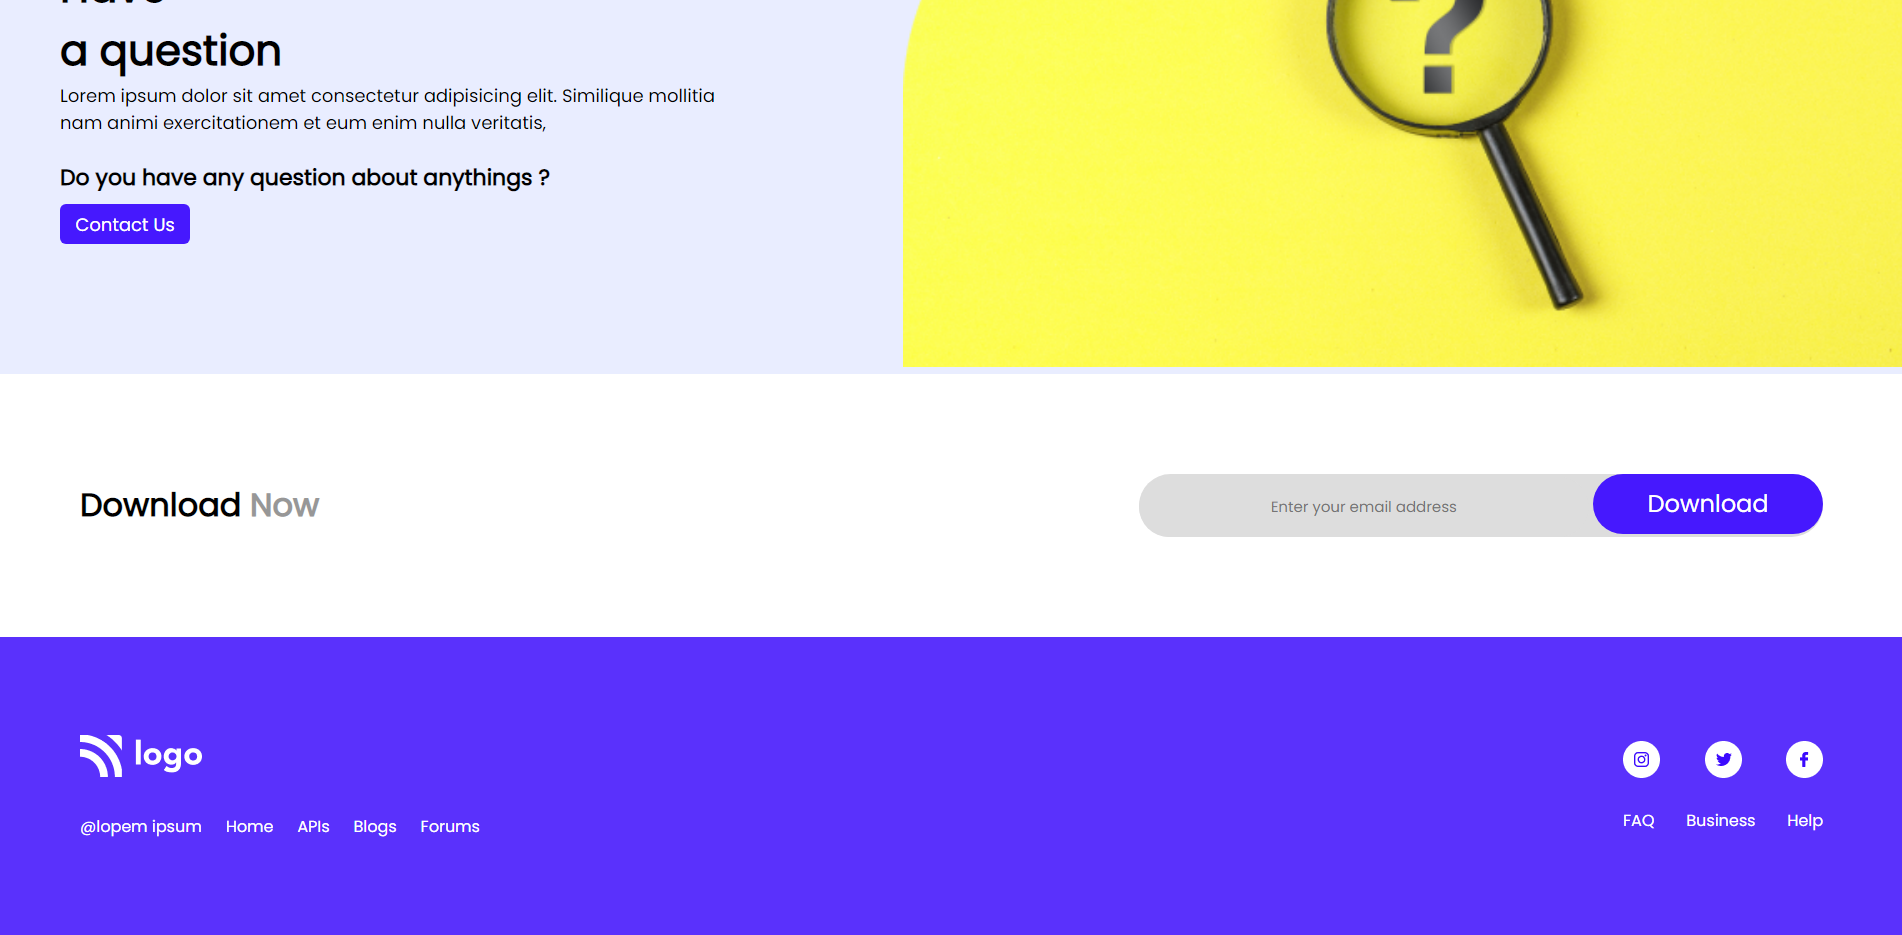 Have
a question
Lorem ipsum dolor sit amet consectetur adipisicing elit. Similique mollitia
nam animi exercitationem et eum enim nulla veritatis,
Do you have any question about anythings ?
Contact Us
?
Download Now
Enter your email address
Download
logo
@lopem ipsum Home APIs Blogs Forums
FAQ Business Help